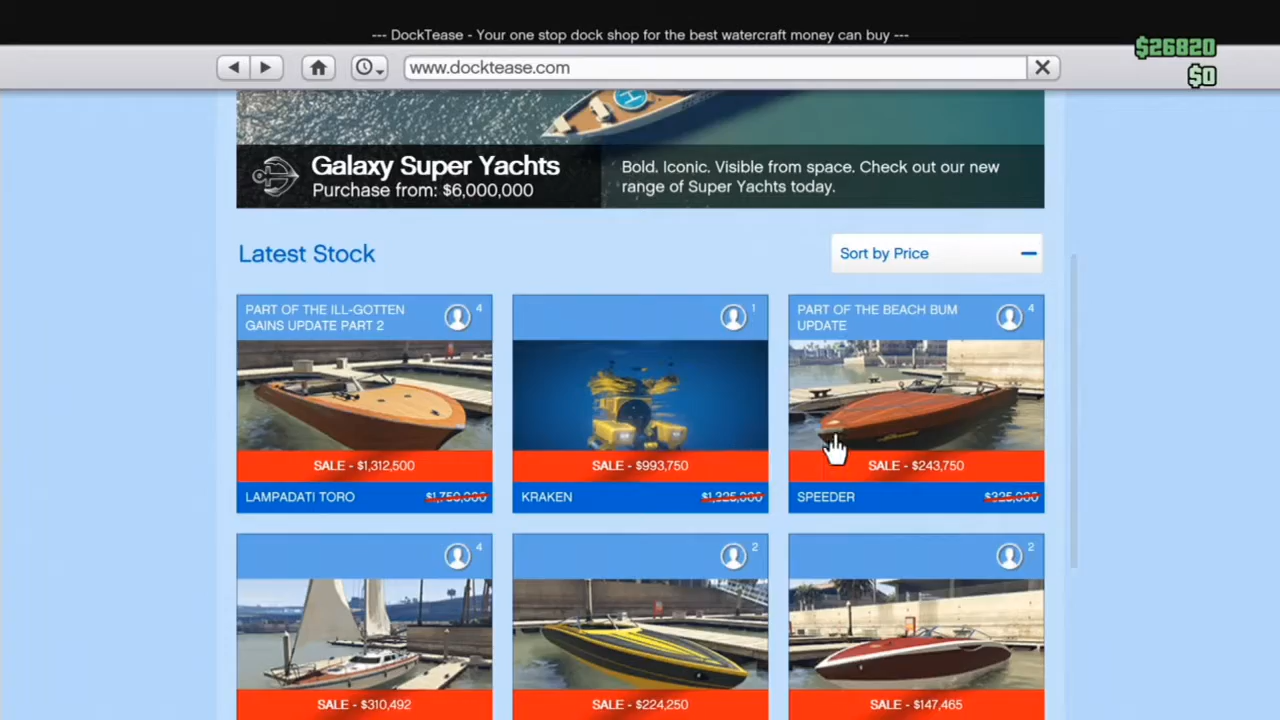 --- DockTease - Your one stop dock shop for the best watercraft money can buy ---
$26820
$0
www.docktease.com
Galaxy Super Yachts
Purchase from: $6,000,000
Bold. Iconic. Visible from space. Check out our new
range of Super Yachts today.
Latest Stock
Sort by Price
PART OF THE ILL-GOTTEN
GAINS UPDATE PART 2
4
1
PART OF THE BEACH BUM
UPDATE
4
SALE - $1,312,500
SALE - $993,750
SALE - $243,750
LAMPADATI TORO
$1,750,000
KRAKEN
$1,325,000
SPEEDER
$325,000
4
2
2
SALE - $310,492
SALE - $224,250
SALE - $147,465